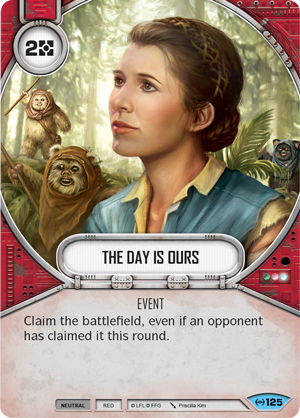 2
THE DAY IS OURS
EVENT
Claim the battlefield, even if an opponent
has claimed it this round.
NEUTRAL RED © LFL © FFG Priscilla Kim 125